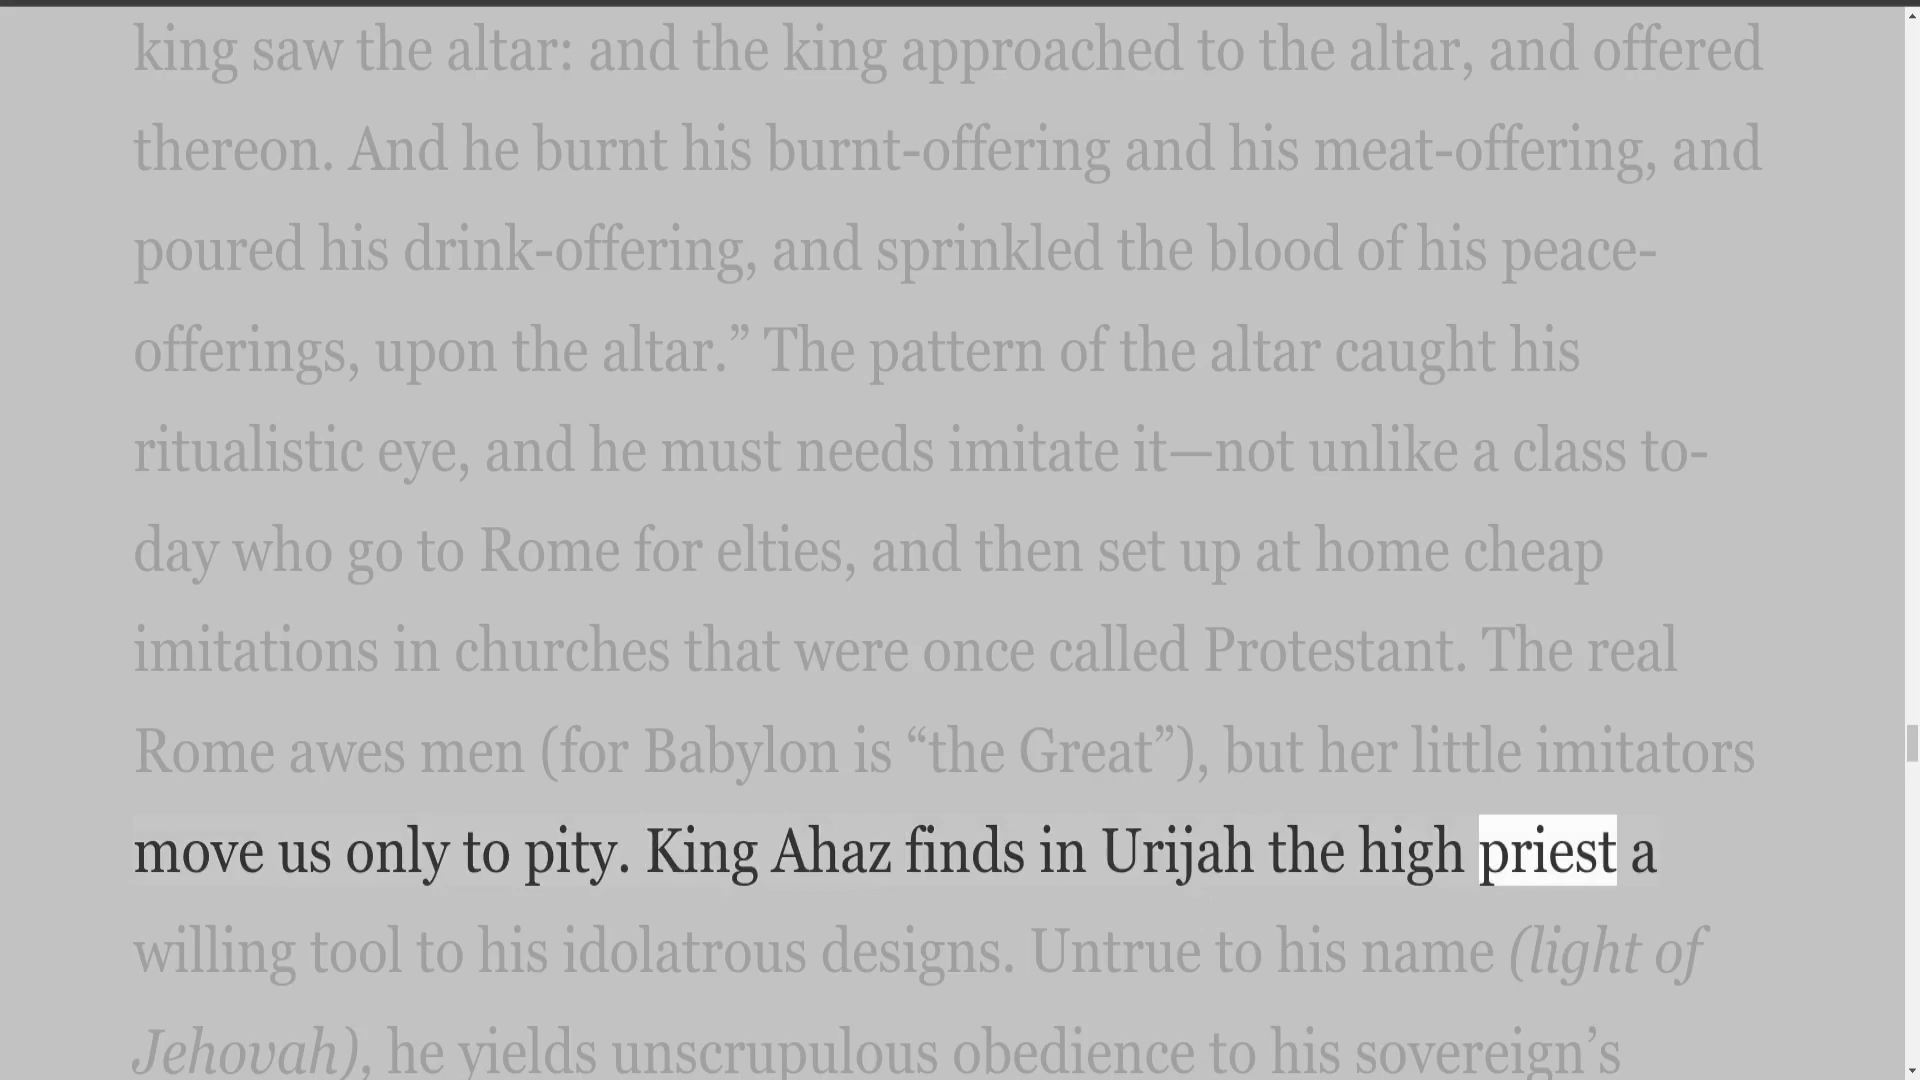 king saw the altar: and the king approached to the altar, and offered
thereon. And he burnt his burnt-offering and his meat-offering, and
poured his drink-offering, and sprinkled the blood of his peace-
offerings, upon the altar.” The pattern of the altar caught his
ritualistic eye, and he must needs imitate it—not unlike a class to-
day who go to Rome for elties, and then set up at home cheap
imitations in churches that were once called Protestant. The real
Rome awes men (for Babylon is “the Great”), but her little imitators
move us only to pity. King Ahaz finds in Urijah the high priest a
willing tool to his idolatrous designs. Untrue to his name (light of
Jehovah), he yields unscrupulous obedience to his sovereign’s